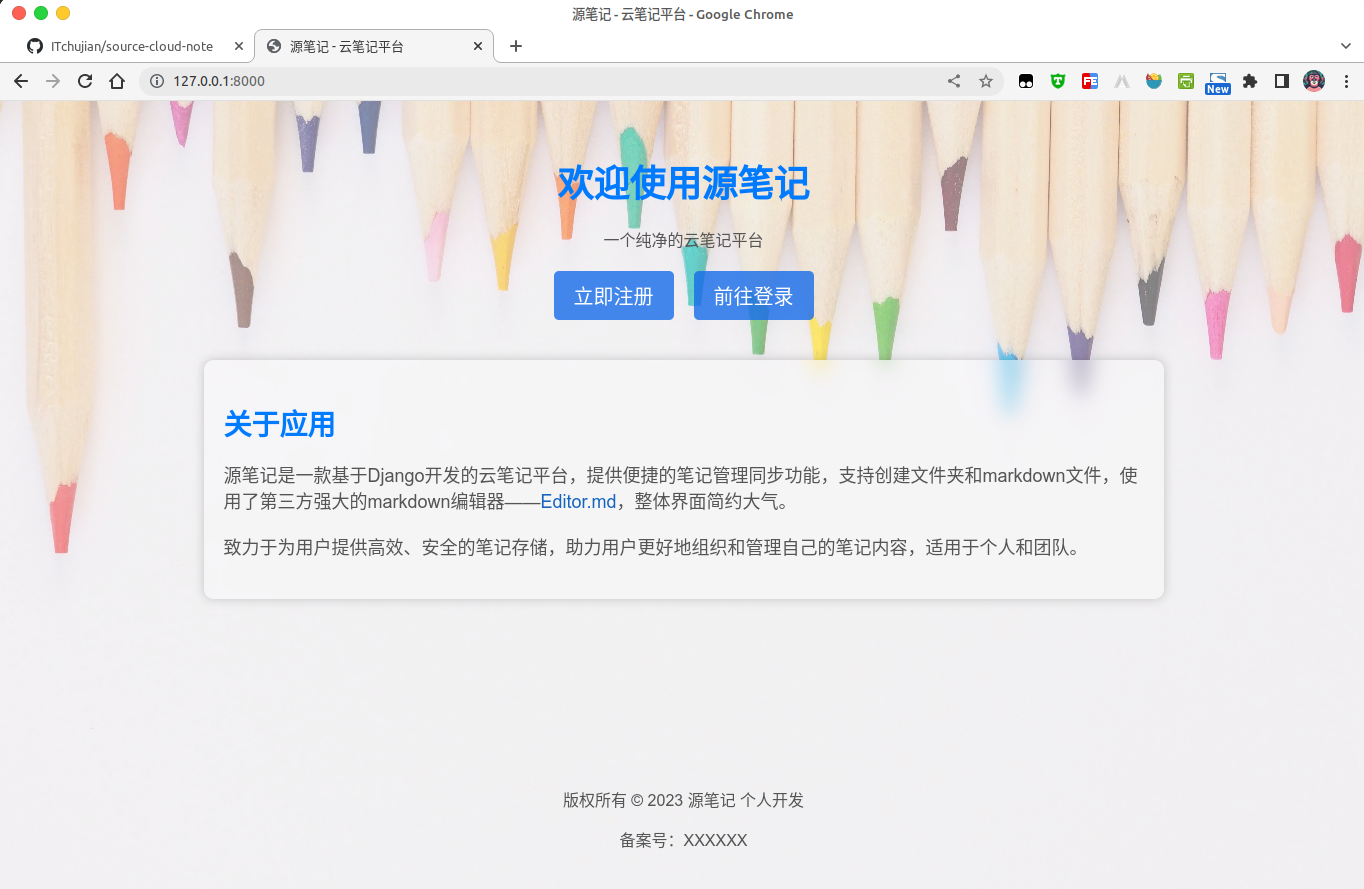 源笔记 - 云笔记平台 - Google Chrome
ITchujian/source-cloud-note
源笔记 - 云笔记平台
127.0.0.1:8000
New
欢迎使用源笔记
一个纯净的云笔记平台
立即注册 前往登录
关于应用
源笔记是一款基于Django开发的云笔记平台，提供便捷的笔记管理同步功能，支持创建文件夹和markdown文件，使
用了第三方强大的markdown编辑器——Editor.md，整体界面简约大气。
致力于为用户提供高效、安全的笔记存储，助力用户更好地组织和管理自己的笔记内容，适用于个人和团队。
版权所有 © 2023 源笔记 个人开发
备案号：XXXXXX